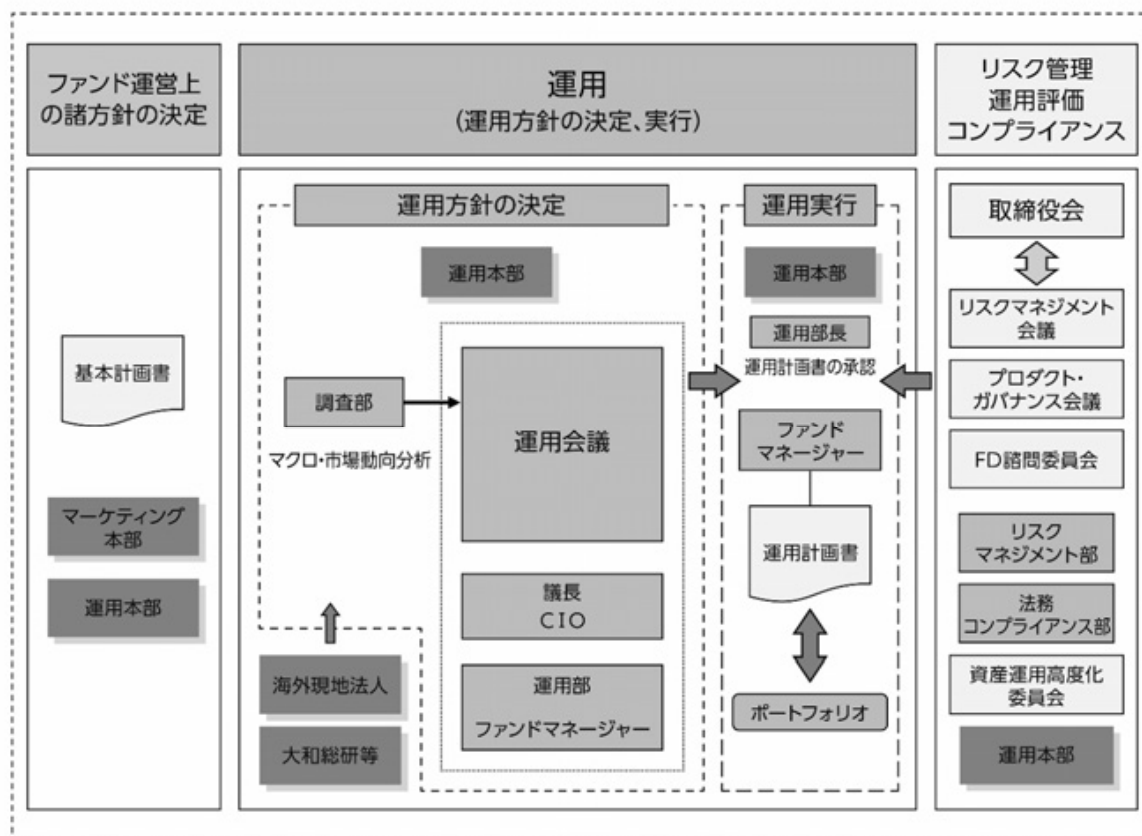 ファンド運営上
の諸方針の決定
運用
(運用方針の決定、実行)
リスク管理
運用評価
コンプライアンス
基本計画書
マーケティング
本部
運用本部
運用方針の決定
運用本部
調査部
マクロ・市場動向分析
運用会議
議長
CIO
運用部
ファンドマネージャー
海外現地法人
大和総研等
運用実行
運用本部
運用部長
運用計画書の承認
ファンド
マネージャー
運用計画書
ポートフォリオ
取締役会
リスクマネジメント
会議
プロダクト・
ガバナンス会議
FD諮問委員会
リスク
マネジメント部
法務
コンプライアンス部
資産運用高度化
委員会
運用本部